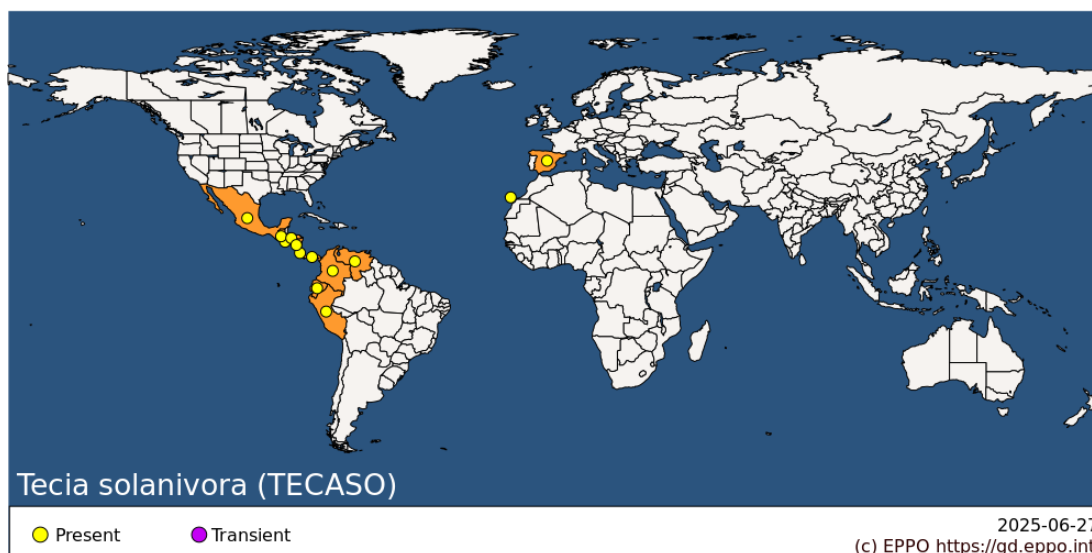 Tecia solanivora (TECASO)
Present
Transient
2025-06-27
(c) EPPO https://gd.eppo.int